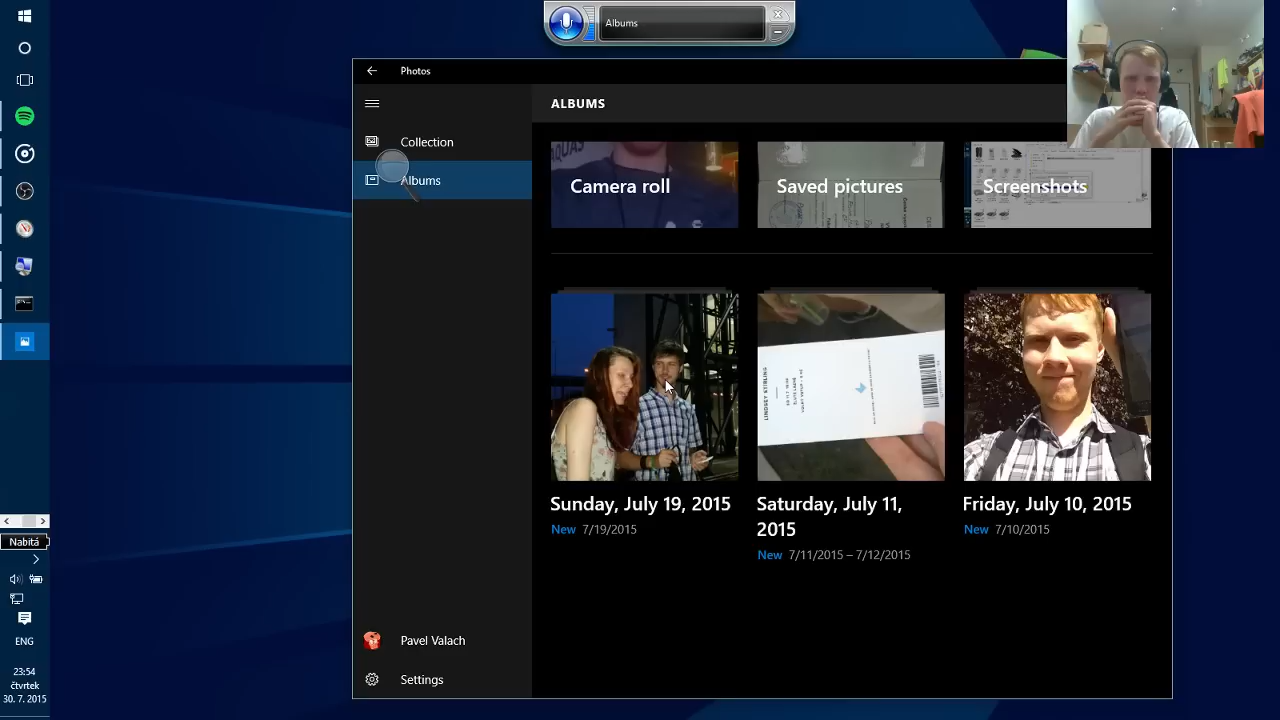 Albums
Photos
ALBUMS
Collection
Albums
Camera roll
Saved pictures
Screenshots
LINDSEY STIRLING
Sunday, July 19, 2015
New 7/19/2015
Saturday, July 11,
2015
New 7/11/2015 – 7/12/2015
Friday, July 10, 2015
New 7/10/2015
Pavel Valach
Settings
Nabitá
ENG
23:54
čtvrtek
30. 7. 2015